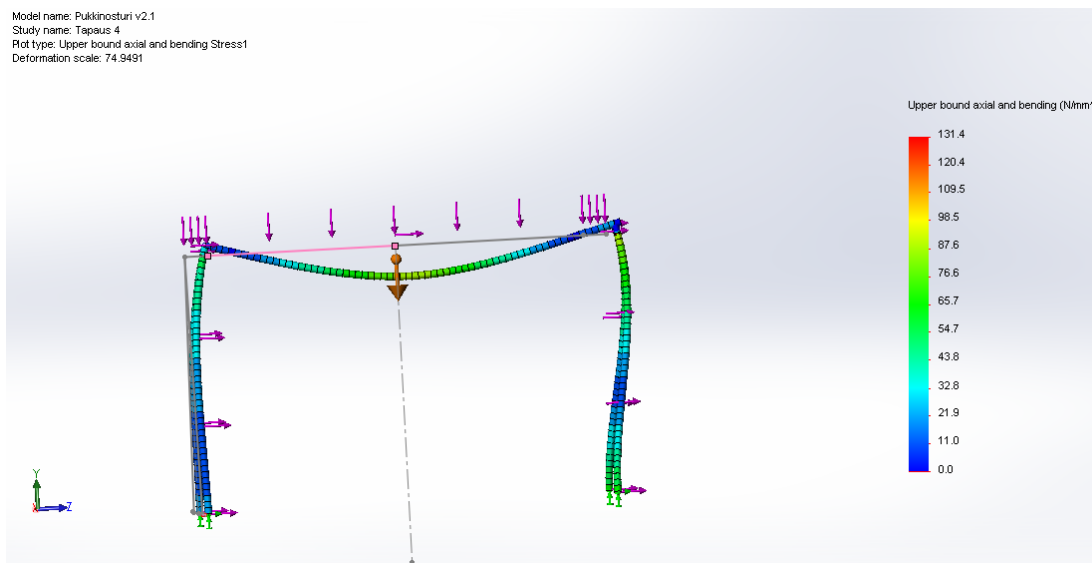 Model name: Pukkinosturi v2.1
Study name: Tapaus 4
Plot type: Upper bound axial and bending Stress1
Deformation scale: 74.9491
Upper bound axial and bending (N/mm^
131.4
120.4
109.5
98.5
87.6
76.6
65.7
54.7
43.8
32.8
21.9
11.0
0.0
Y
Z